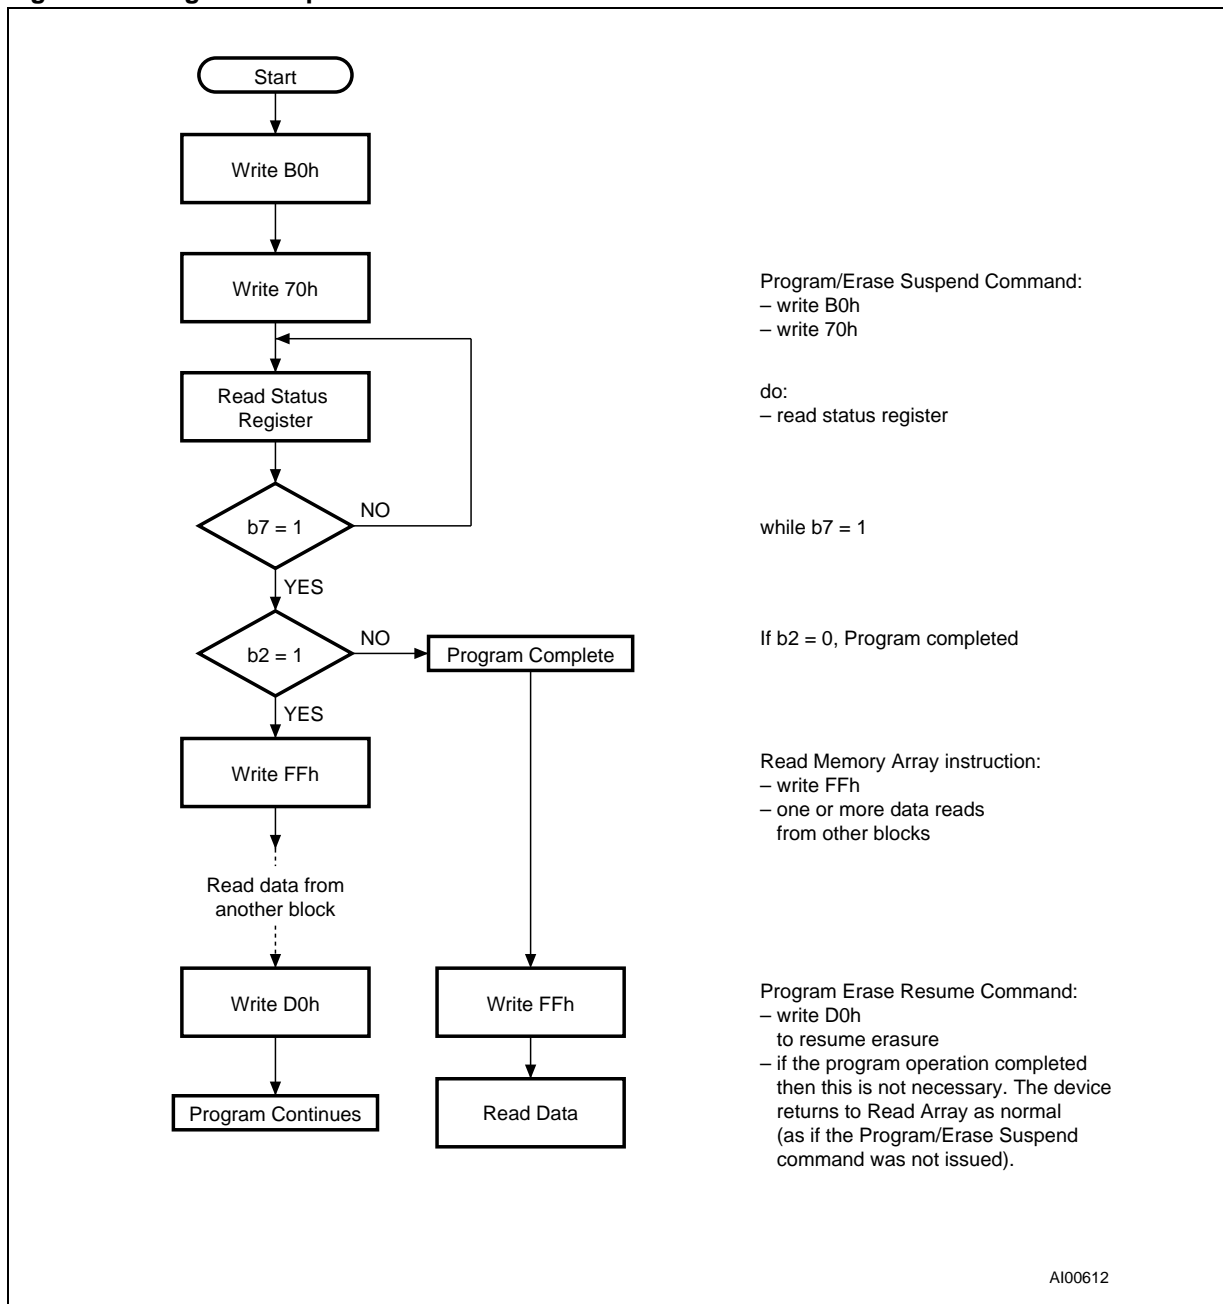 Start
Write B0h
Write 70h
Program/Erase Suspend Command:
– write B0h
– write 70h
Read Status
Register
do:
– read status register
NO
b7 = 1
while b7 = 1
YES
NO
b2 = 1
Program Complete
If b2 = 0, Program completed
YES
Write FFh
Read Memory Array instruction:
– write FFh
– one or more data reads
from other blocks
Read data from
another block
Write D0h
Write FFh
Program Erase Resume Command:
– write D0h
to resume erasure
– if the program operation completed
then this is not necessary. The device
returns to Read Array as normal
(as if the Program/Erase Suspend
command was not issued).
Program Continues
Read Data
AI00612